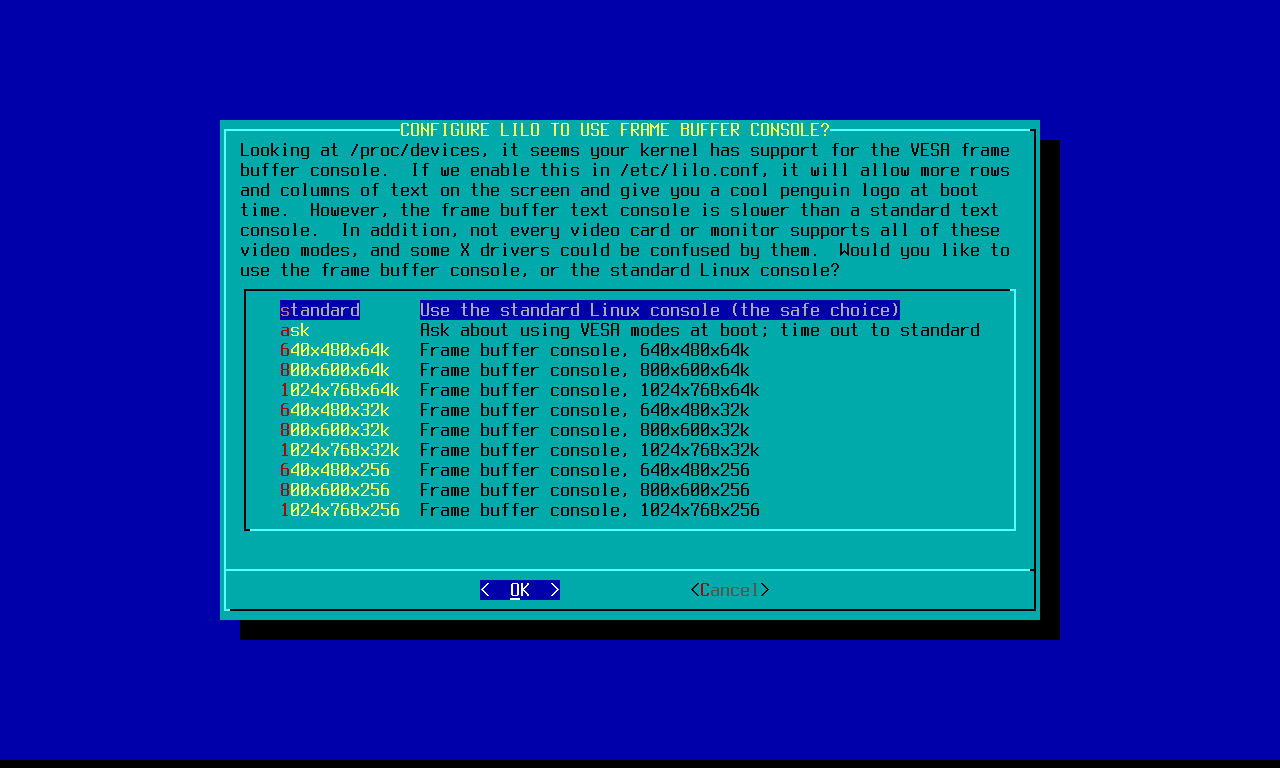 CONFIGURE LILO TO USE FRAME BUFFER CONSOLE?
Looking at /proc/devices, it seems your kernel has support for the VESA frame
buffer console.  If we enable this in /etc/lilo.conf, it will allow more rows
and columns of text on the screen and give you a cool penguin logo at boot
time.  However, the frame buffer text console is slower than a standard text
console.  In addition, not every video card or monitor supports all of these
video modes, and some X drivers could be confused by them.  Would you like to
use the frame buffer console, or the standard Linux console?
standard      Use the standard Linux console (the safe choice)
ask           Ask about using VESA modes at boot; time out to standard
640x480x64k   Frame buffer console, 640x480x64k
800x600x64k   Frame buffer console, 800x600x64k
1024x768x64k  Frame buffer console, 1024x768x64k
640x480x32k   Frame buffer console, 640x480x32k
800x600x32k   Frame buffer console, 800x600x32k
1024x768x32k  Frame buffer console, 1024x768x32k
640x480x256   Frame buffer console, 640x480x256
800x600x256   Frame buffer console, 800x600x256
1024x768x256  Frame buffer console, 1024x768x256
<  OK  >             <Cancel>